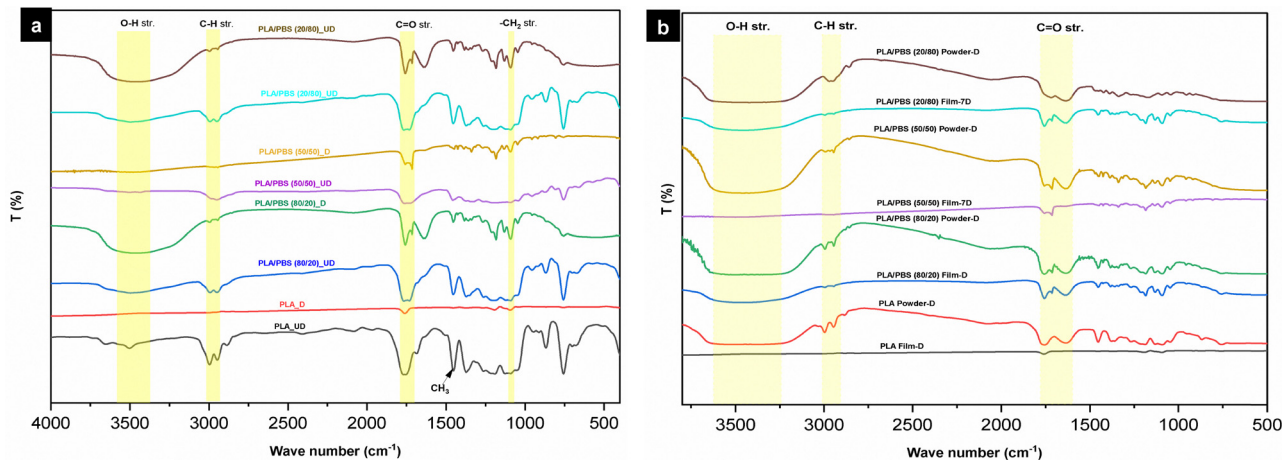 a
O-H str.
C-H str.
C=O str.
-CH₂ str.
PLA/PBS (20/80)_UD
PLA/PBS (20/80)_UD
PLA/PBS (50/50)_D
PLA/PBS (50/50)_UD
PLA/PBS (80/20)_D
PLA/PBS (80/20)_UD
PLA_D
PLA_UD
CH₃
T (%)
4000 3500 3000 2500 2000 1500 1000 500
Wave number (cm⁻¹)
b
O-H str.
C-H str.
C=O str.
PLA/PBS (20/80) Powder-D
PLA/PBS (20/80) Film-7D
PLA/PBS (50/50) Powder-D
PLA/PBS (50/50) Film-7D
PLA/PBS (80/20) Powder-D
PLA/PBS (80/20) Film-D
PLA Powder-D
PLA Film-D
T (%)
3500 3000 2500 2000 1500 1000 500
Wave number (cm⁻¹)